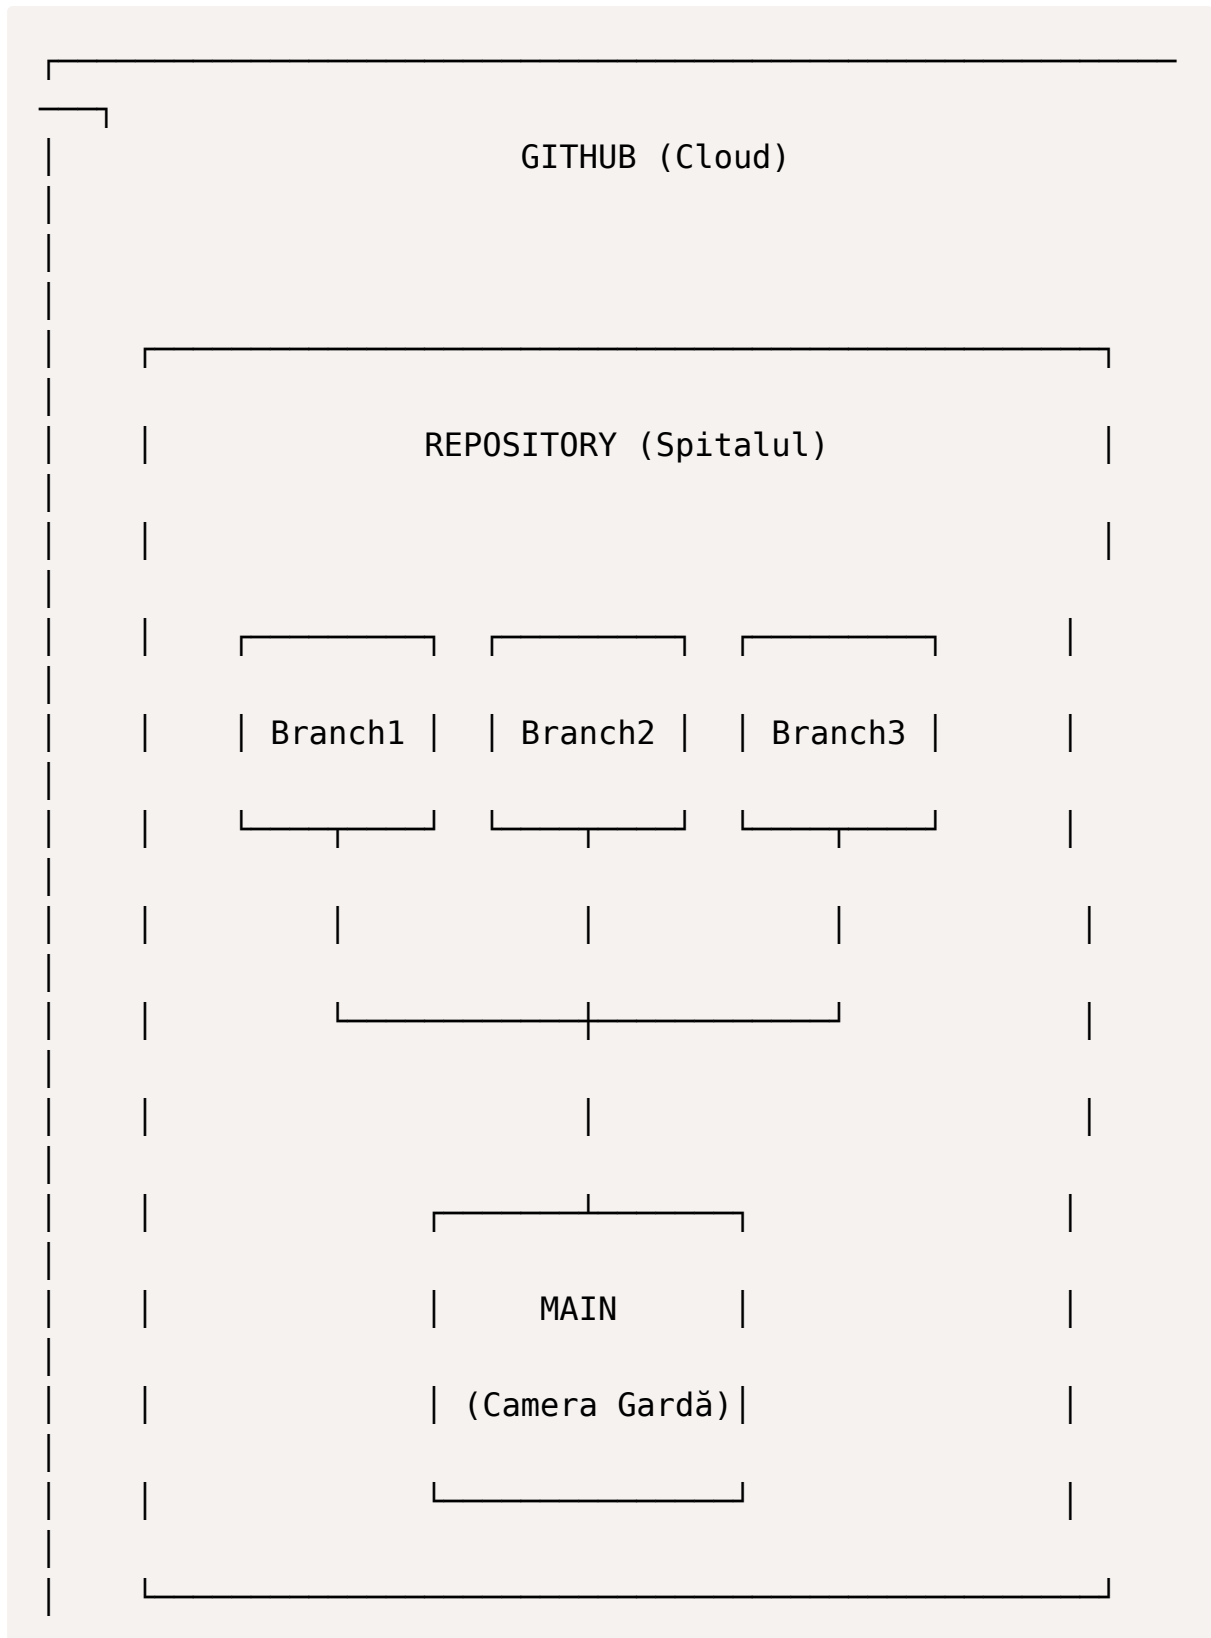 GITHUB (Cloud)
REPOSITORY (Spitalul)
Branch1 Branch2 Branch3
MAIN
(Camera Gardă)